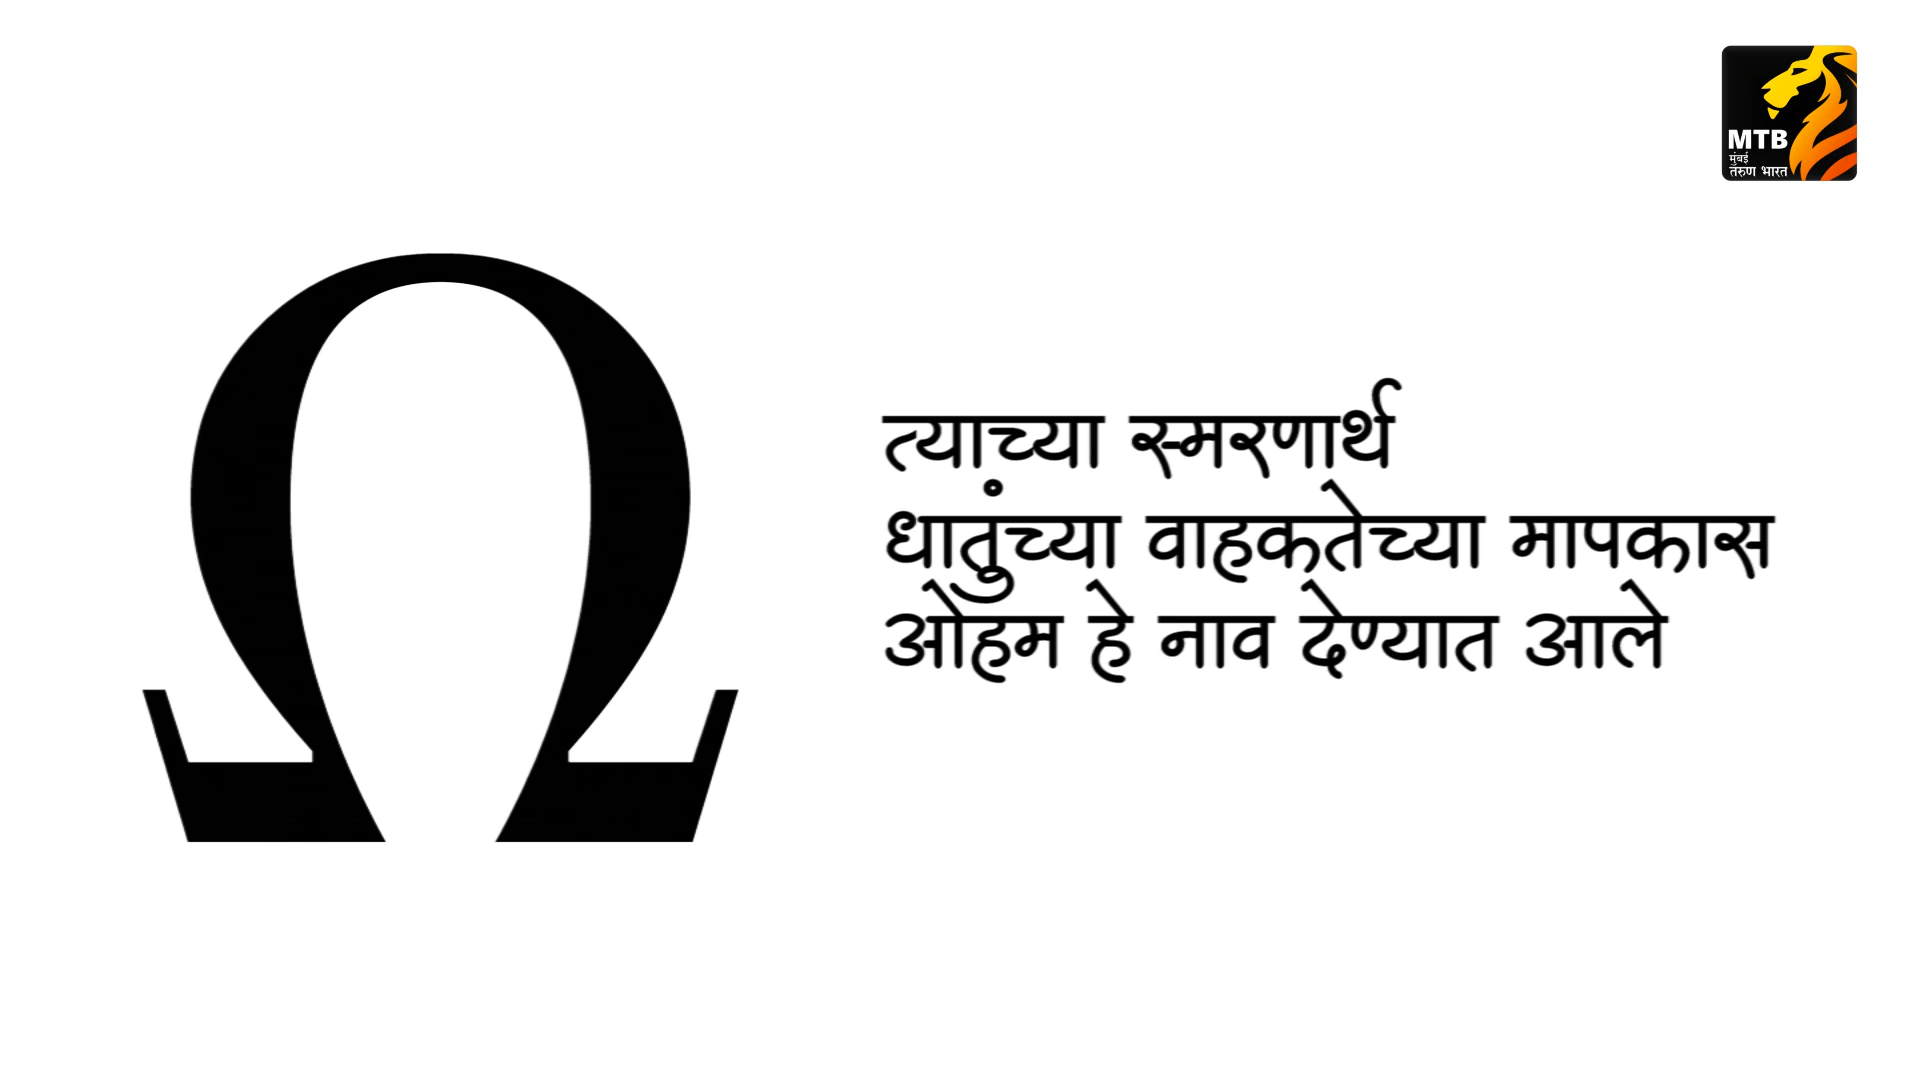 MTB
मुंबई
तरुण भारत
Ω
त्याच्या स्मरणार्थ
धातुंच्या वाहकतेच्या मापकास
ओहम हे नाव देण्यात आले